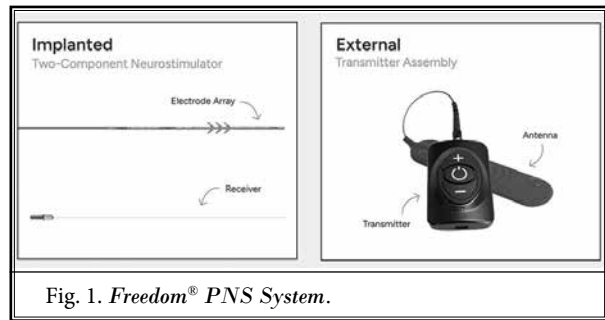 Implanted
Two-Component Neurostimulator
Electrode Array
Receiver
External
Transmitter Assembly
Antenna
Transmitter
Fig. 1. Freedom® PNS System.